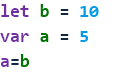 let b = 10
var a = 5
a=b